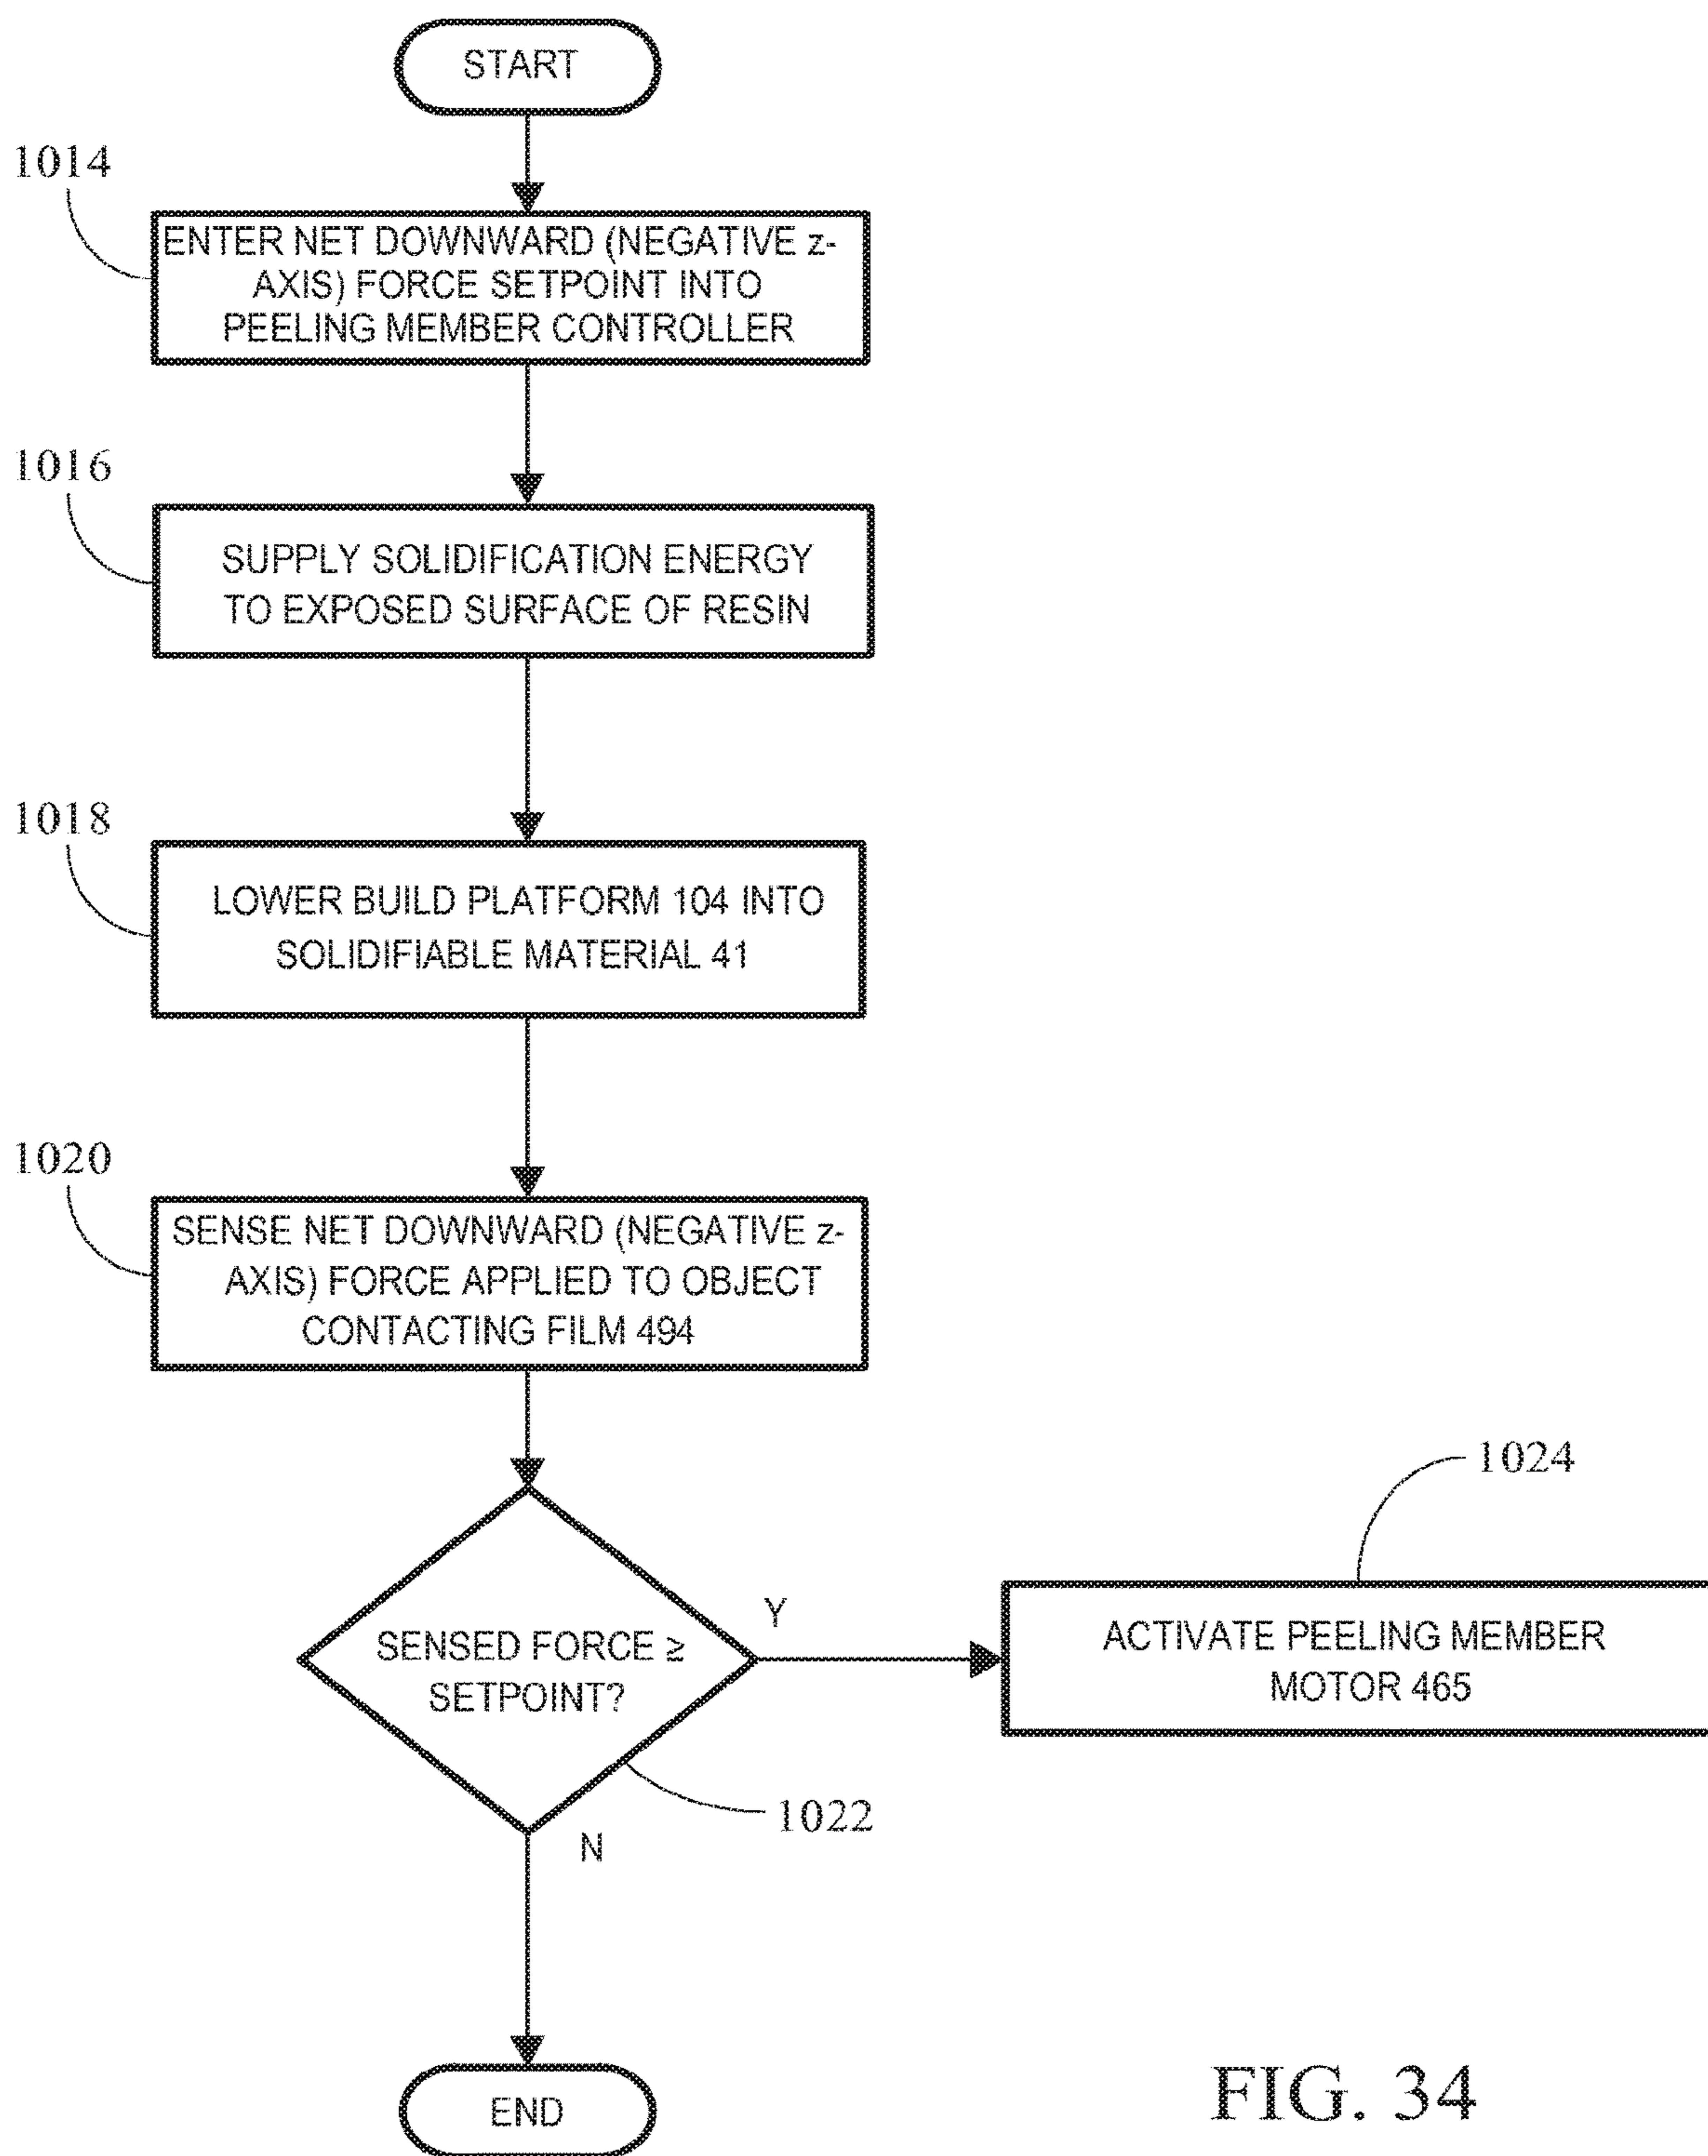 START
1014
ENTER NET DOWNWARD (NEGATIVE z-
AXIS) FORCE SETPOINT INTO
PEELING MEMBER CONTROLLER
1016
SUPPLY SOLIDIFICATION ENERGY
TO EXPOSED SURFACE OF RESIN
1018
LOWER BUILD PLATFORM 104 INTO
SOLIDIFIABLE MATERIAL 41
1020
SENSE NET DOWNWARD (NEGATIVE z-
AXIS) FORCE APPLIED TO OBJECT
CONTACTING FILM 494
1024
Y
SENSED FORCE ≥
SETPOINT?
ACTIVATE PEELING MEMBER
MOTOR 465
1022
N
END
FIG. 34